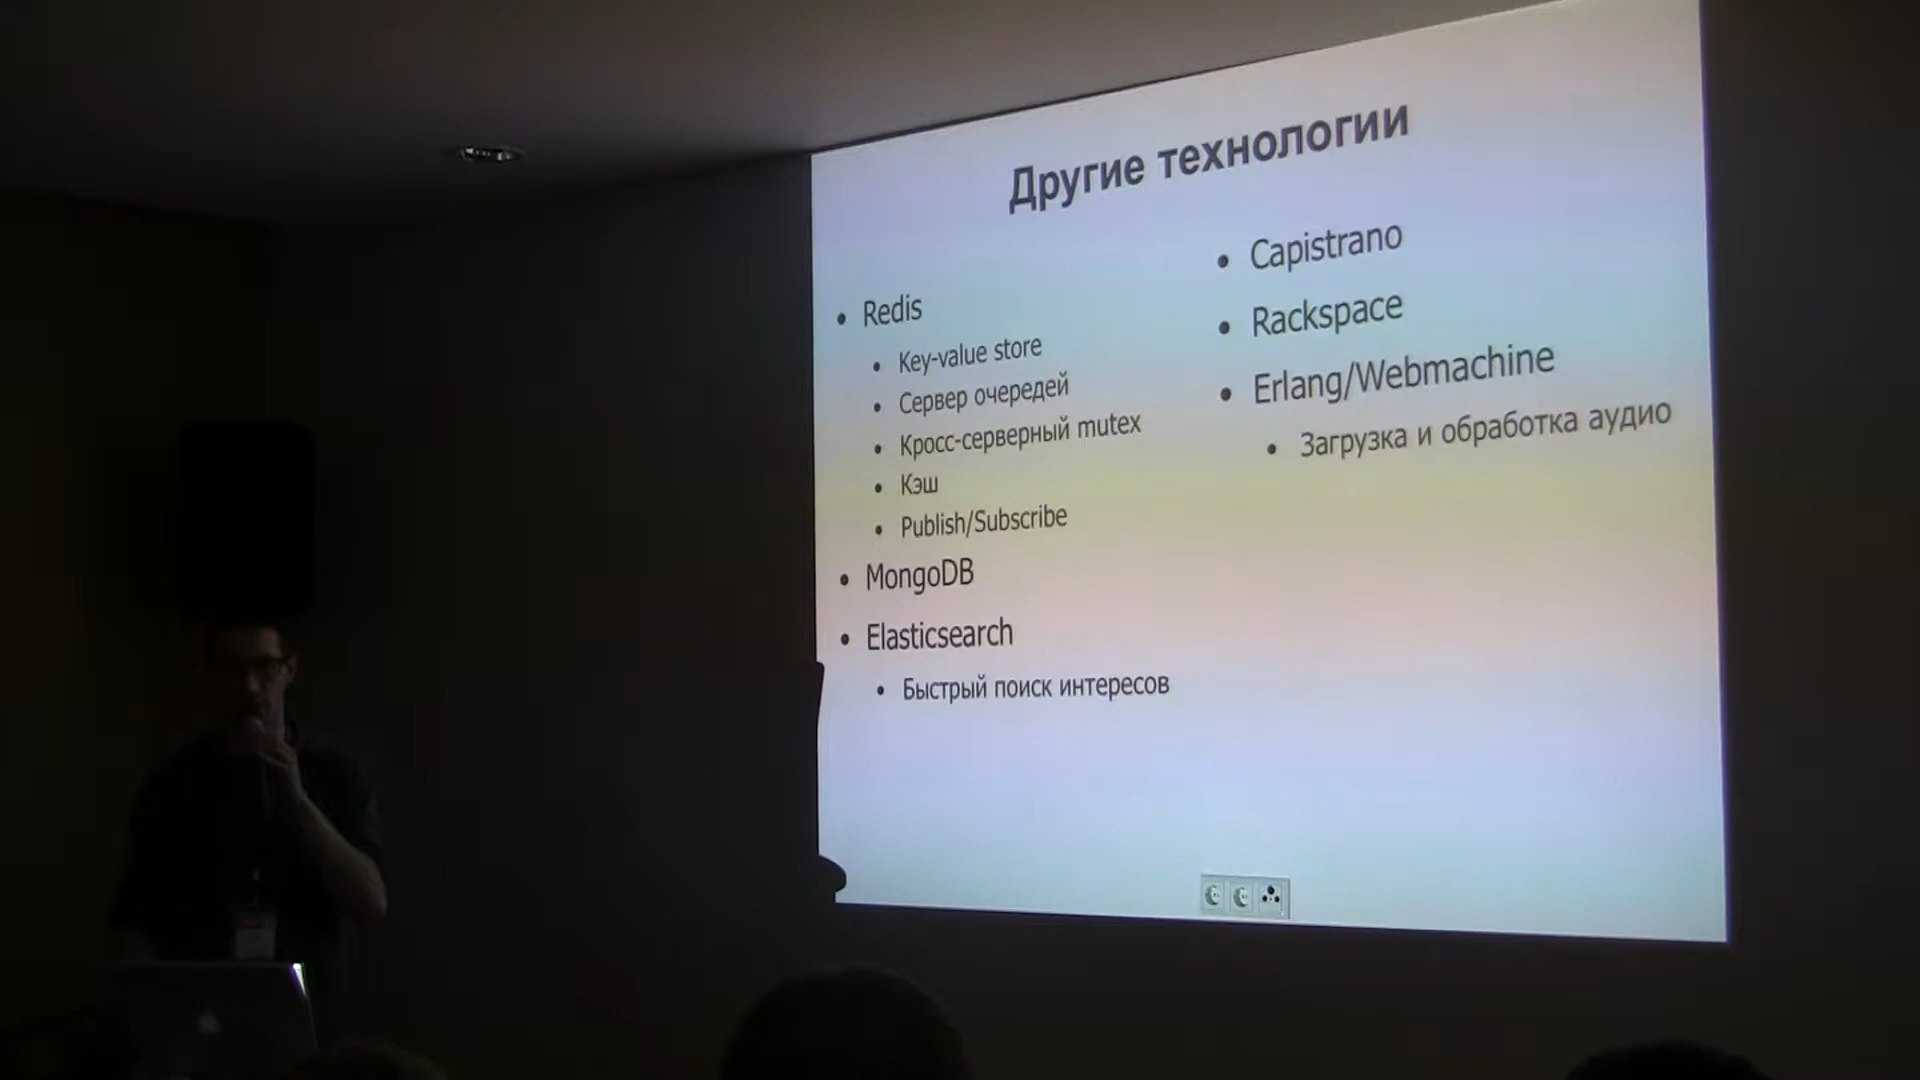 Другие технологии
Redis
Key-value store
Сервер очередей
Кросс-серверный mutex
Кэш
Publish/Subscribe
MongoDB
Elasticsearch
Быстрый поиск интересов
Capistrano
Rackspace
Erlang/Webmachine
Загрузка и обработка аудио